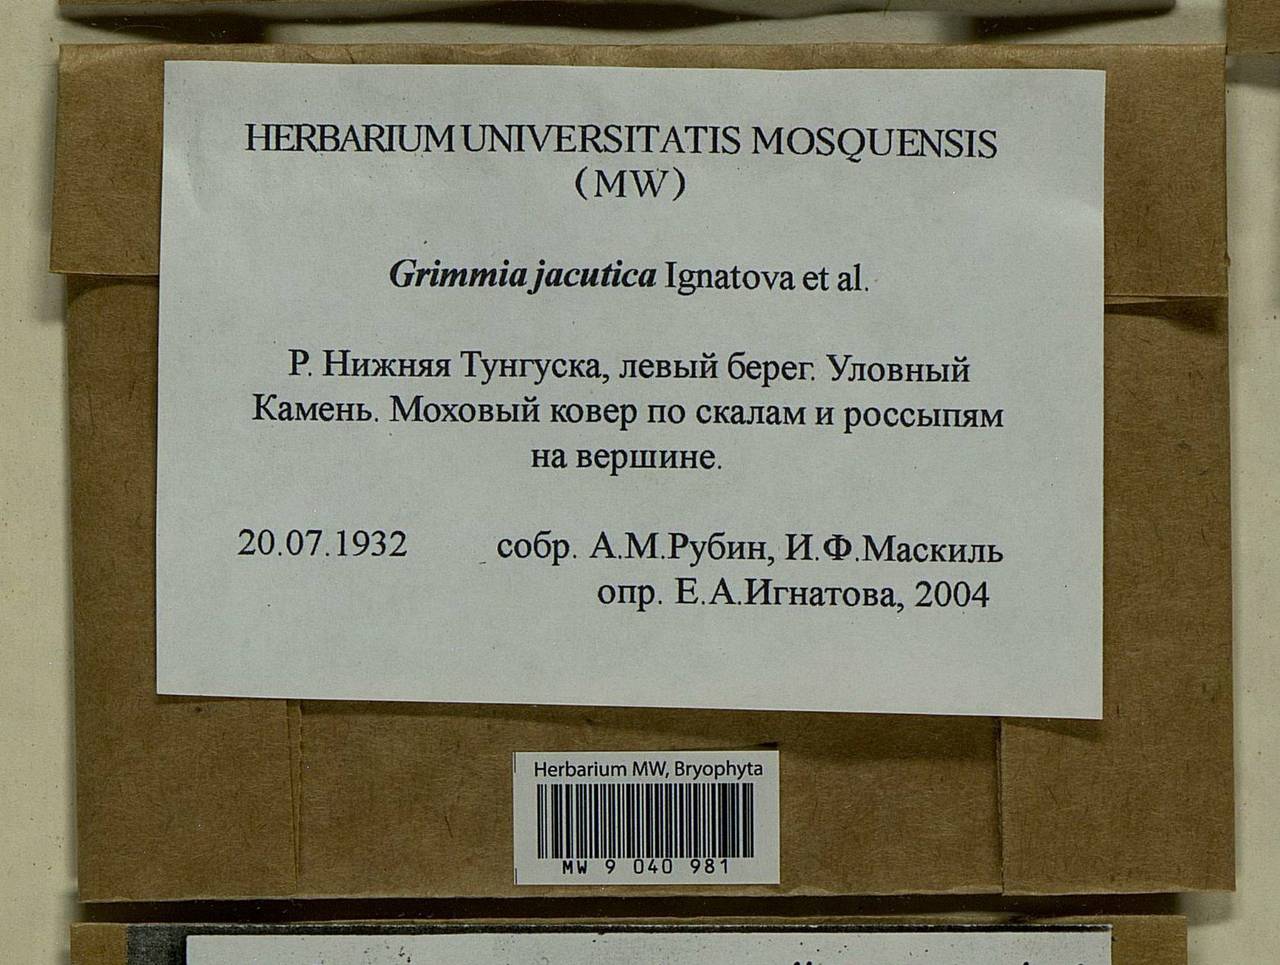 HERBARIUM UNIVERSITATIS MOSQUENSIS
(MW)
Grimmia jacutica Ignatova et al.
Р. Нижняя Тунгуска, левый берег. Уловный
Камень. Моховый ковер по скалам и россыпям
на вершине.
20.07.1932 собр. А.М.Рубин, И.Ф.Маскиль
опр. Е.А.Игнатова, 2004
Herbarium MW, Bryophyta
MW 9 040 981